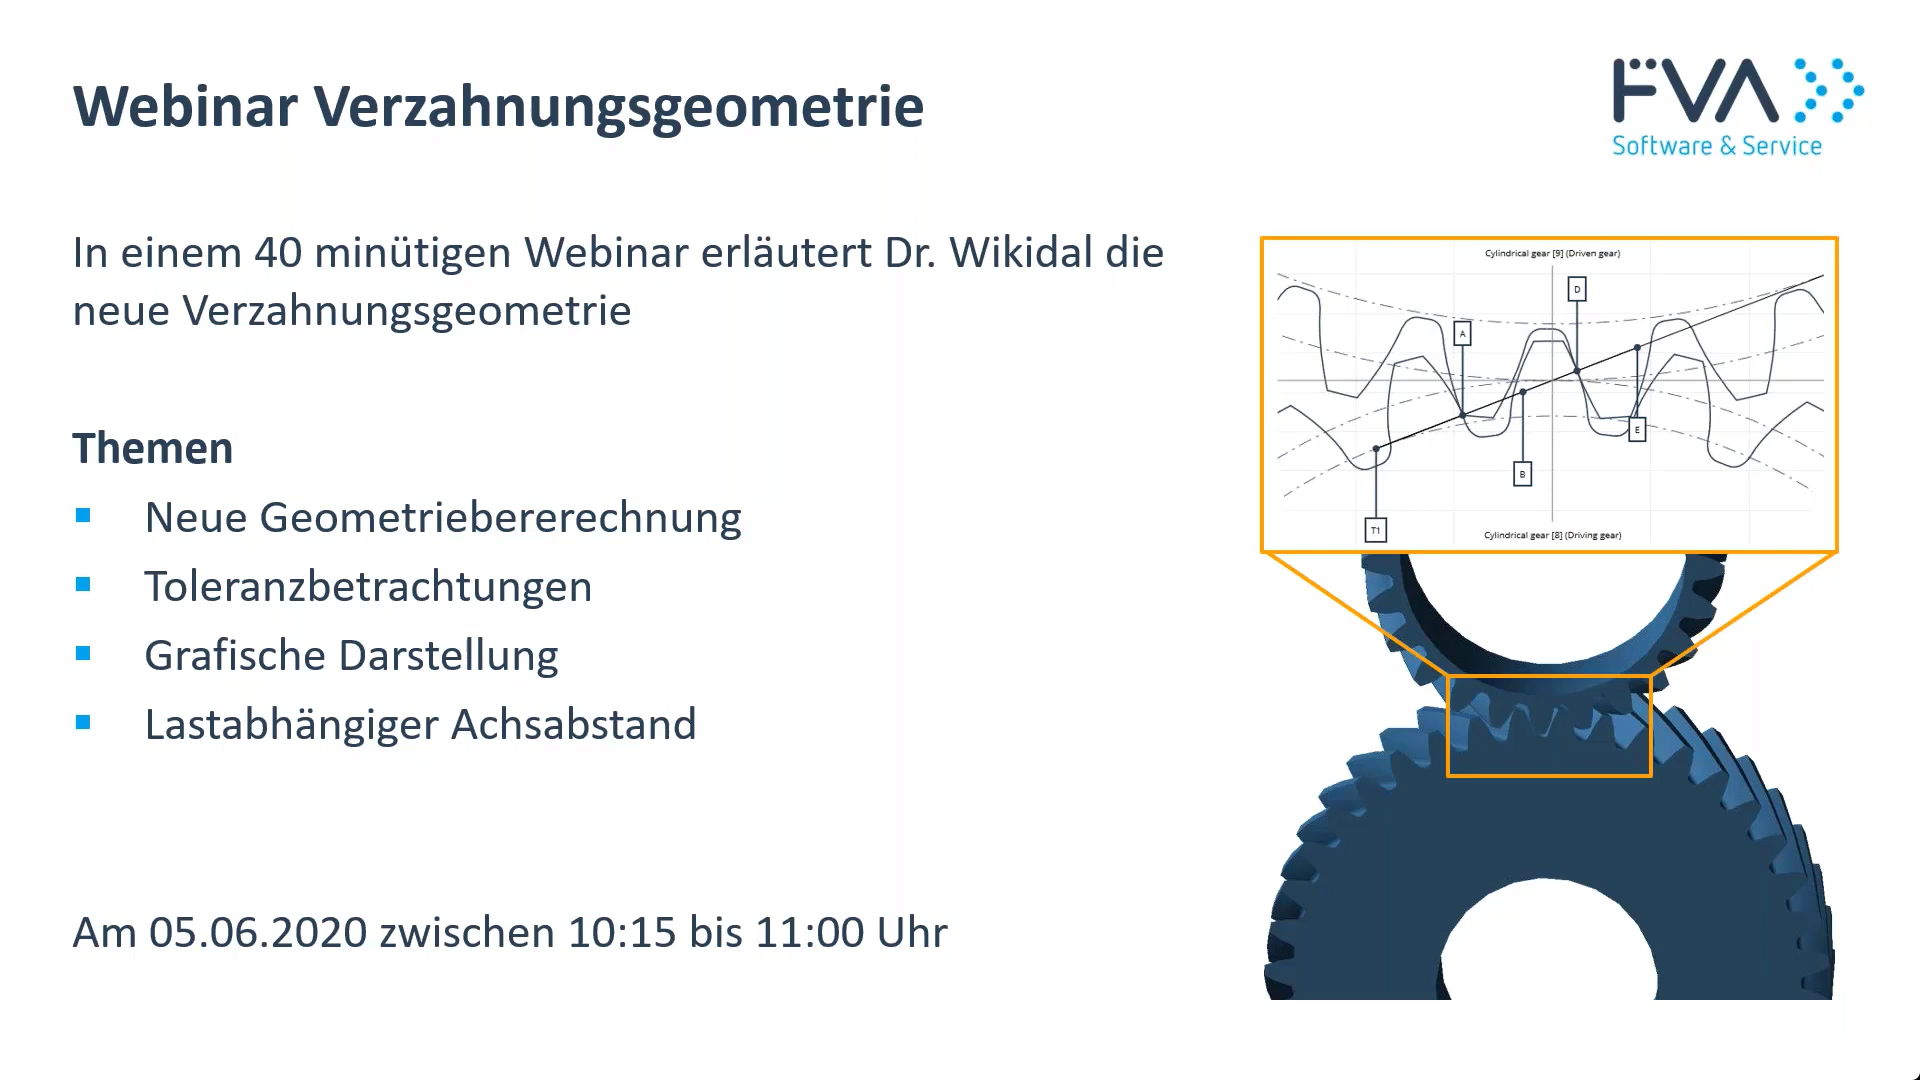 Webinar Verzahnungsgeometrie
FVA
Software & Service
In einem 40 minütigen Webinar erläutert Dr. Wikidal die
neue Verzahnungsgeometrie
Themen
Neue Geometriebererechnung
Toleranzbetrachtungen
Grafische Darstellung
Lastabhängiger Achsabstand
Am 05.06.2020 zwischen 10:15 bis 11:00 Uhr
Cylindrical gear [9] (Driven gear)
D
A
E
B
T1
Cylindrical gear [8] (Driving gear)